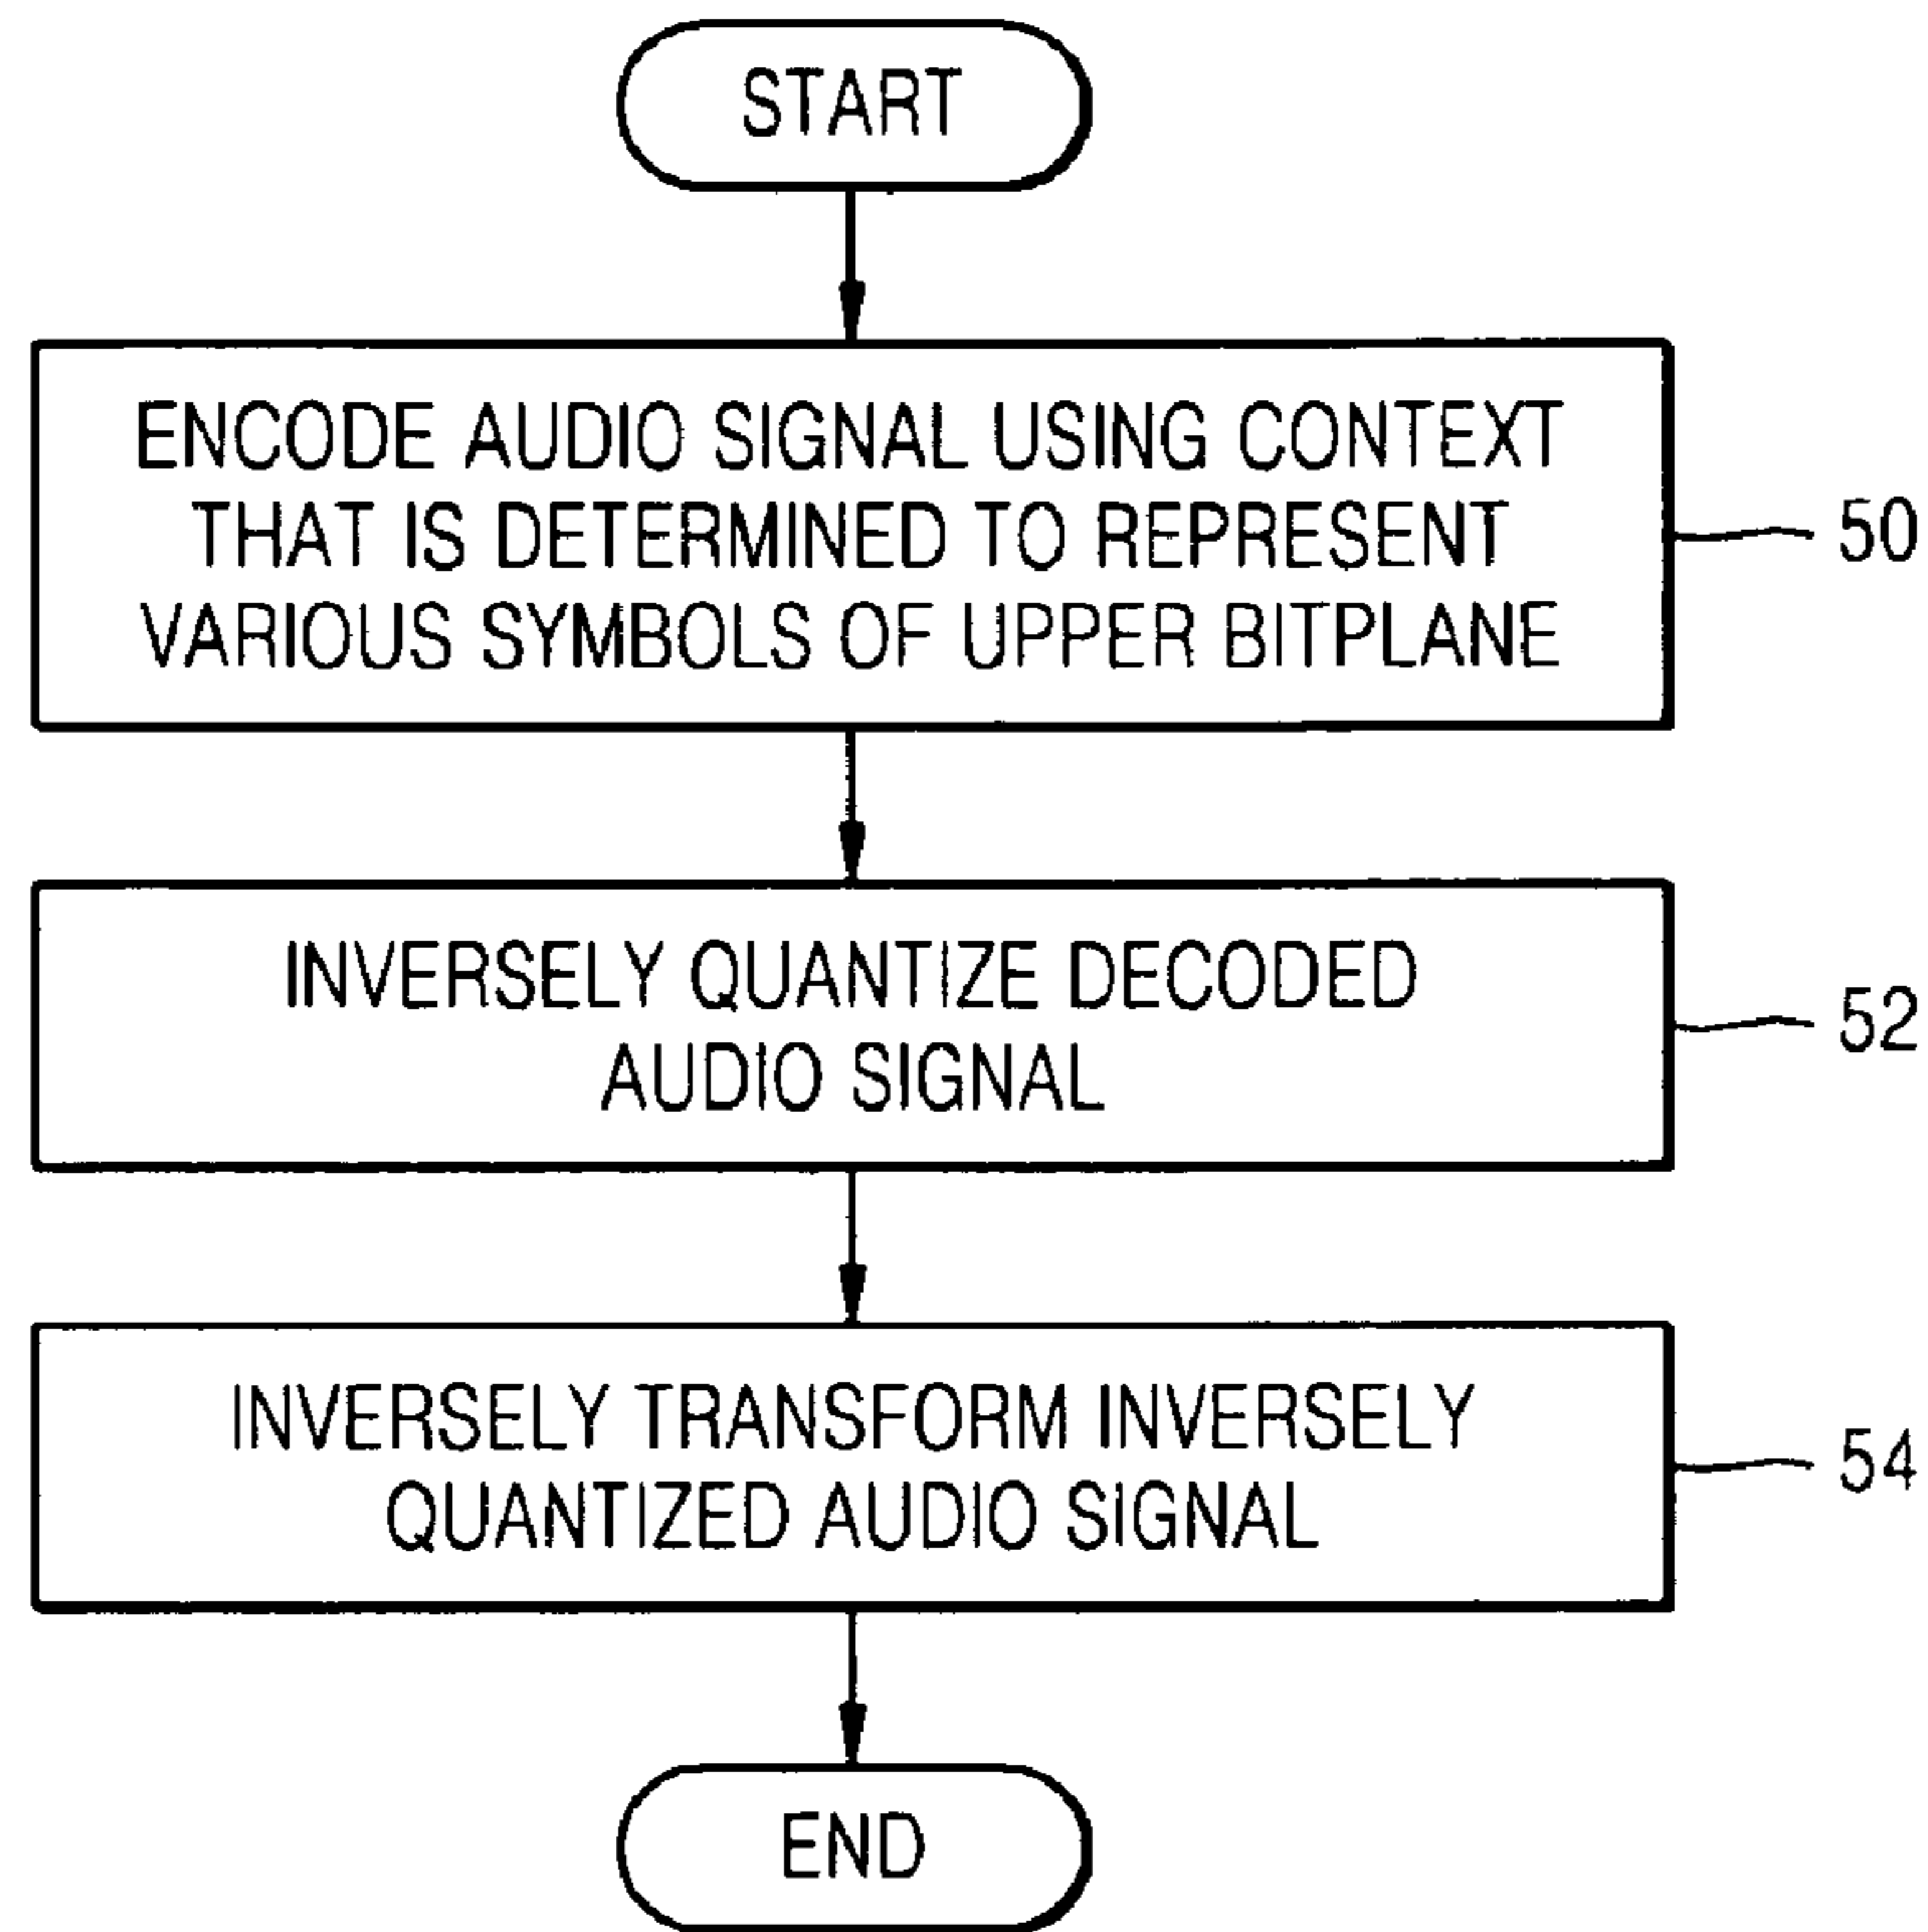 START
ENCODE AUDIO SIGNAL USING CONTEXT
THAT IS DETERMINED TO REPRESENT
VARIOUS SYMBOLS OF UPPER BITPLANE
50
INVERSELY QUANTIZE DECODED
AUDIO SIGNAL
52
INVERSELY TRANSFORM INVERSELY
QUANTIZED AUDIO SIGNAL
54
END